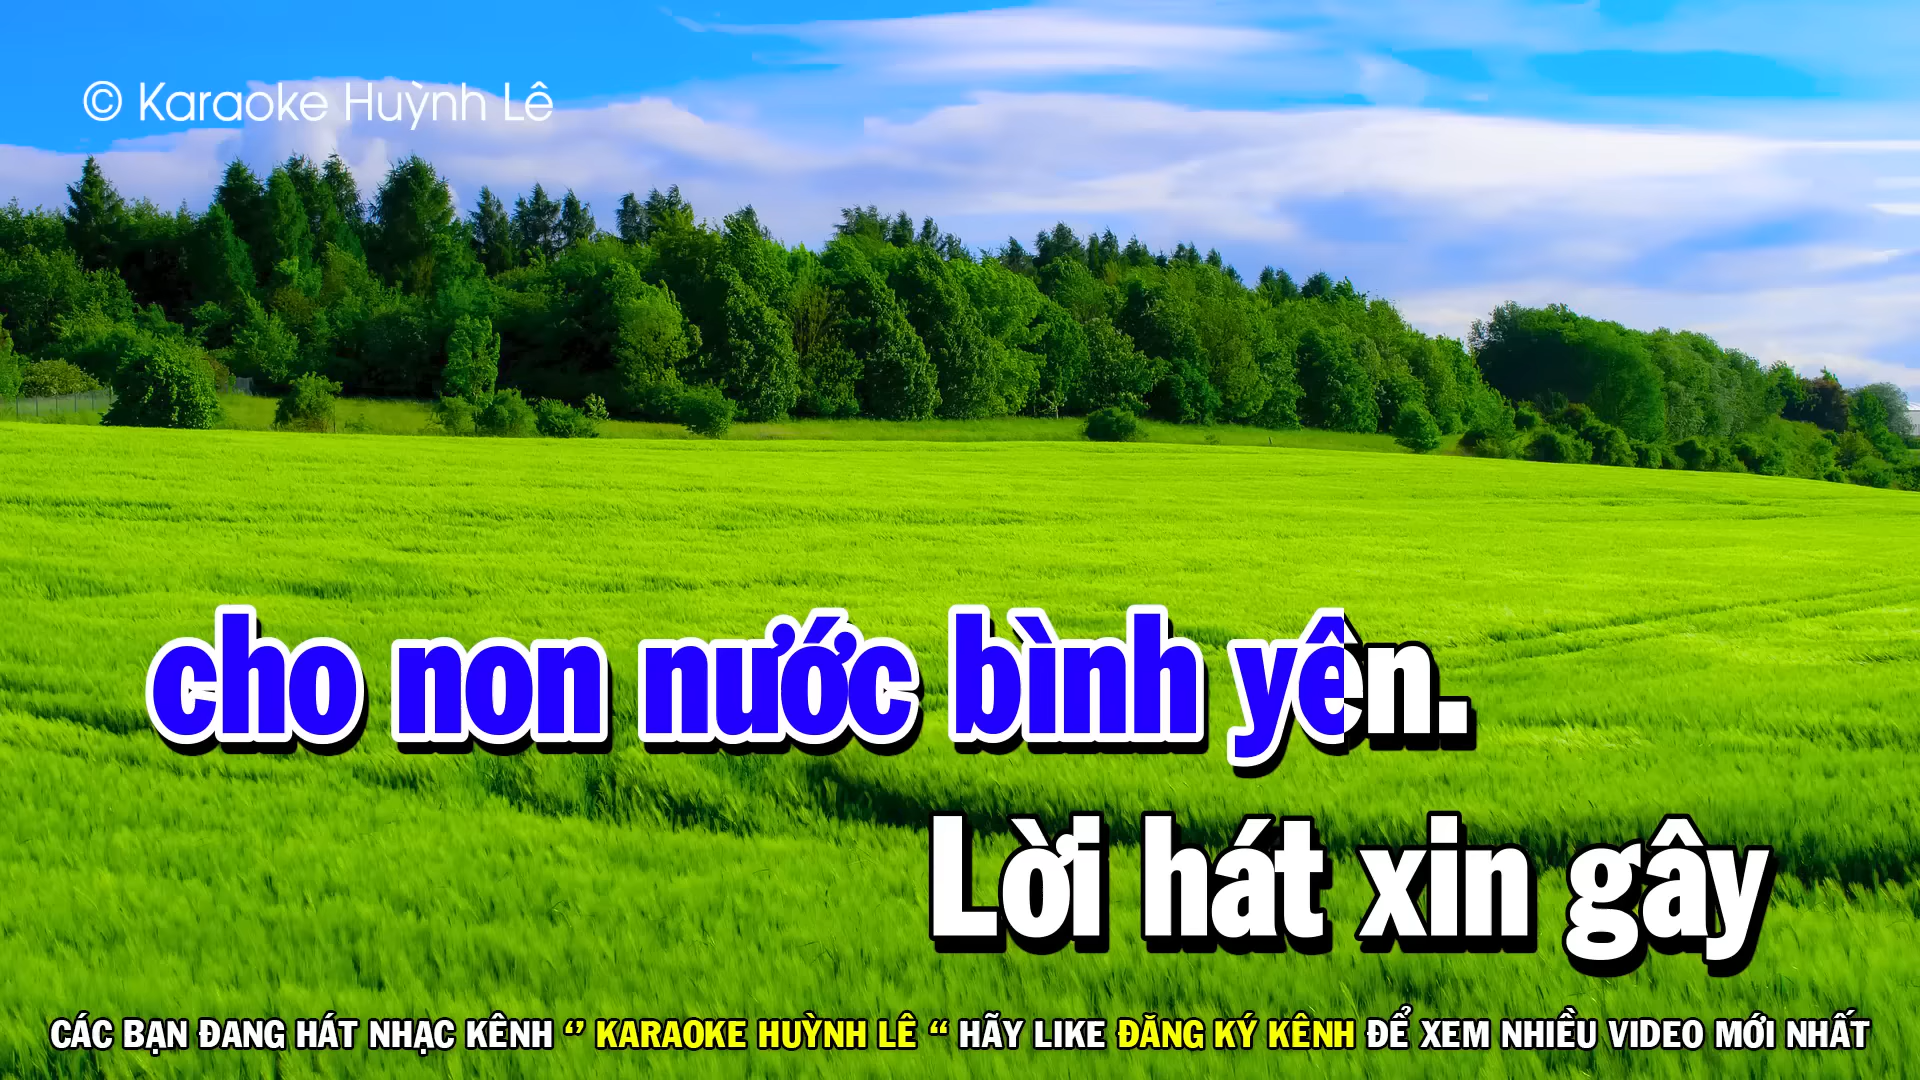 © Karaoke Huỳnh Lê
cho non nước bình yên.
Lời hát xin gây
CÁC BẠN ĐANG HÁT NHẠC KÊNH ‘’ KARAOKE HUỲNH LÊ “ HÃY LIKE ĐĂNG KÝ KÊNH ĐỂ XEM NHIỀU VIDEO MỚI NHẤT